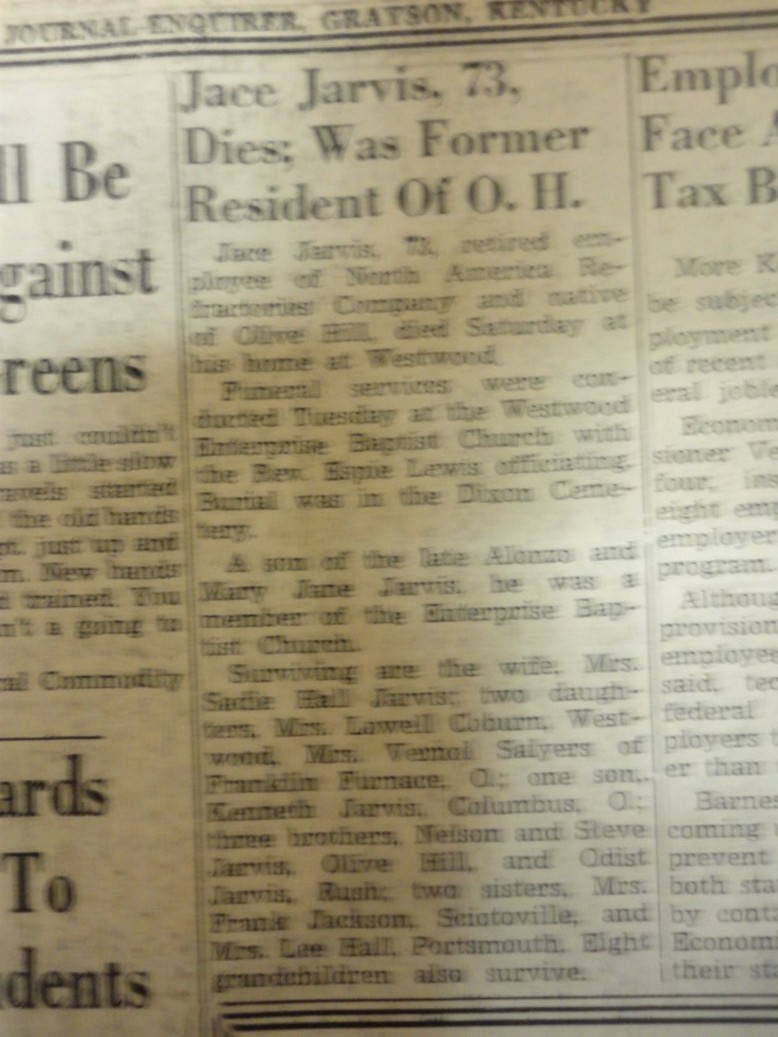 JOURNAL-ENQUIRER, GRAYSON, KENTUCKY
ll Be
gainst
reens
just couldn't
as a little slow
ravels started
the old hands
just up and
m. New hands
d trained. You
n't a going to
ral Commodity
ards
To
dents
Jace Jarvis, 73,
Dies; Was Former
Resident Of O. H.
Jace Jarvis, 73, retired em-
ployee of North America Re-
fractories Company and native
of Olive Hill, died Saturday at
his home at Westwood.
Funeral services were con-
ducted Tuesday at the Westwood
Enterprise Baptist Church with
the Rev. Espie Lewis officiating.
Burial was in the Dixon Ceme-
tery.
A son of the late Alonzo and
Mary Jane Jarvis, he was a
member of the Enterprise Bap-
tist Church.
Surviving are the wife, Mrs.
Sadie Hall Jarvis; two daugh-
ters, Mrs. Lowell Coburn, West-
wood, Mrs. Vernol Salyers of
Franklin Furnace, O.; one son,
Kenneth Jarvis, Columbus, O.;
three brothers, Nelson and Steve
Jarvis, Olive Hill, and Odist
Jarvis, Rush; two sisters, Mrs.
Frank Jackson, Sciotoville, and
Mrs. Lee Hall, Portsmouth. Eight
grandchildren also survive.
Emplo
Face A
Tax B
More K
be subjec
ployment
of recent
eral joble
Econom
sioner Ve
four, ins
eight emp
employer
program.
Althoug
provision
employee
said, tec
federal
ployers t
er than
Barnes
coming u
prevent
both sta
by cont
Economi
their sta